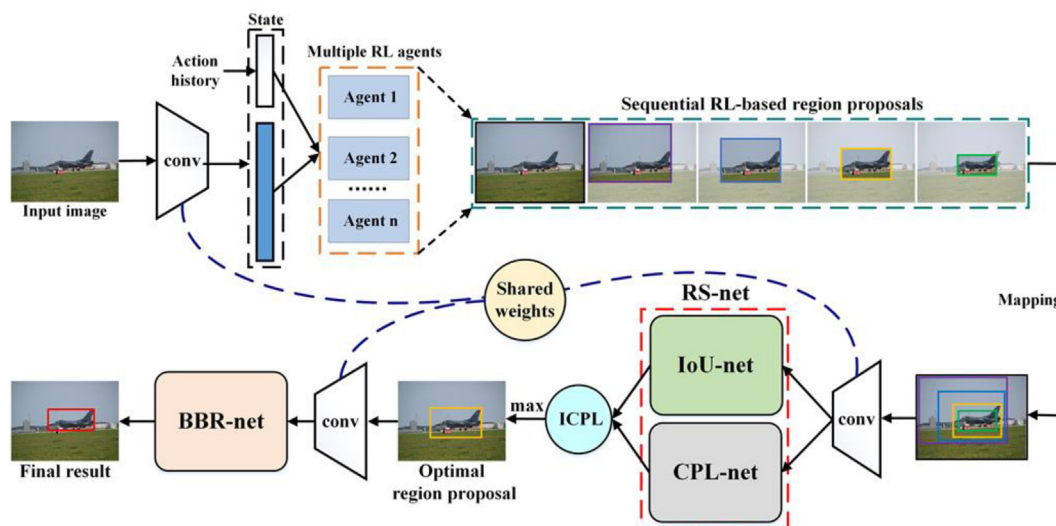 State
Action
history
Multiple RL agents
Agent 1
Agent 2
......
Agent n
Sequential RL-based region proposals
conv
Input image
Shared
weights
RS-net
Mapping
IoU-net
CPL-net
conv
ICPL
max
Optimal
region proposal
conv
BBR-net
Final result